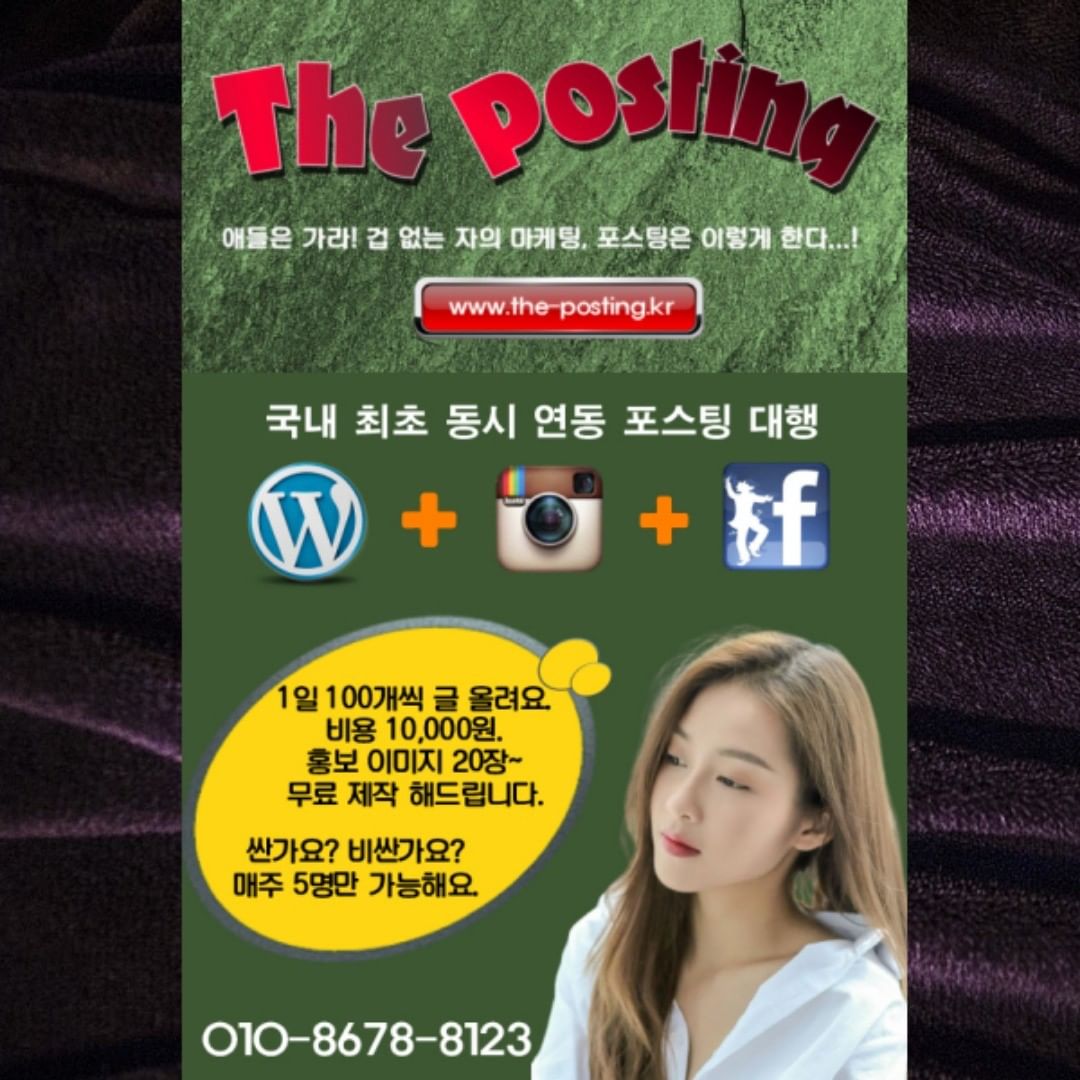 The Posting
애들은 가라! 겁 없는 자의 마케팅, 포스팅은 이렇게 한다...!
www.the-posting.kr
국내 최초 동시 연동 포스팅 대행
1일 100개씩 글 올려요.
비용 10,000원.
홍보 이미지 20장~
무료 제작 해드립니다.
싼가요? 비싼가요?
매주 5명만 가능해요.
010-8678-8123